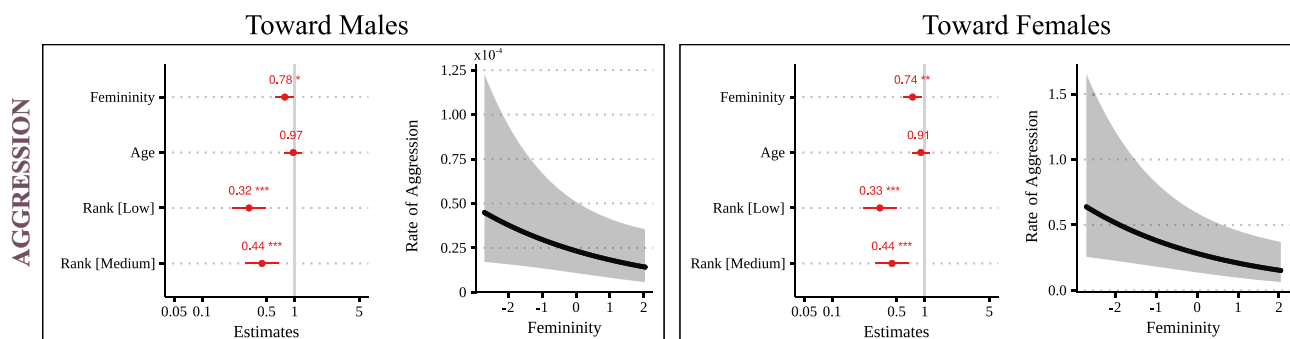 Toward Males
Toward Females
AGGRESSION
Femininity
Age
Rank [Low]
Rank [Medium]
0.78 *
0.97
0.32 ***
0.44 ***
0.05 0.1 0.5 1 5
Estimates
x10⁻⁴
Rate of Aggression
1.25
1.00
0.75
0.50
0.25
0
-2 -1 0 1 2
Femininity
Femininity
Age
Rank [Low]
Rank [Medium]
0.74 **
0.91
0.33 ***
0.44 ***
0.05 0.1 0.5 1 5
Estimates
Rate of Aggression
1.5
1.0
0.5
0.0
-2 -1 0 1 2
Femininity